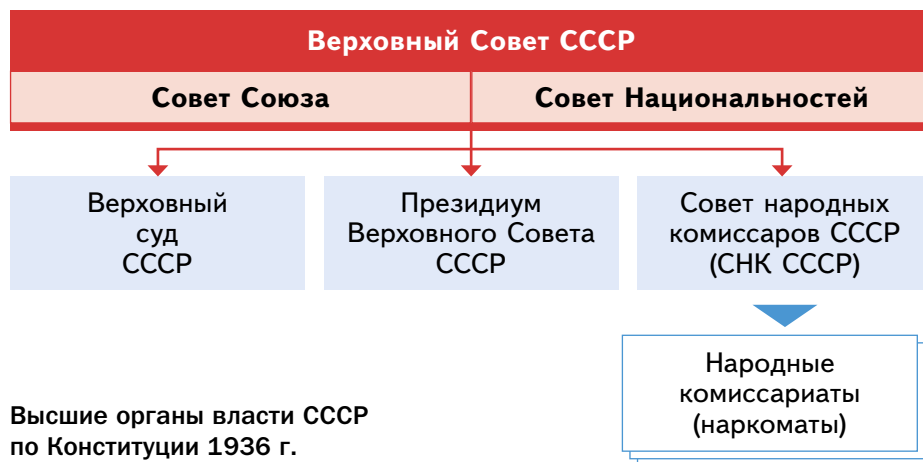 Верховный Совет СССР
Совет Союза
Совет Национальностей
Верховный
суд
СССР
Президиум
Верховного Совета
СССР
Совет народных
комиссаров СССР
(СНК СССР)
Народные
комиссариаты
(наркоматы)
Высшие органы власти СССР
по Конституции 1936 г.